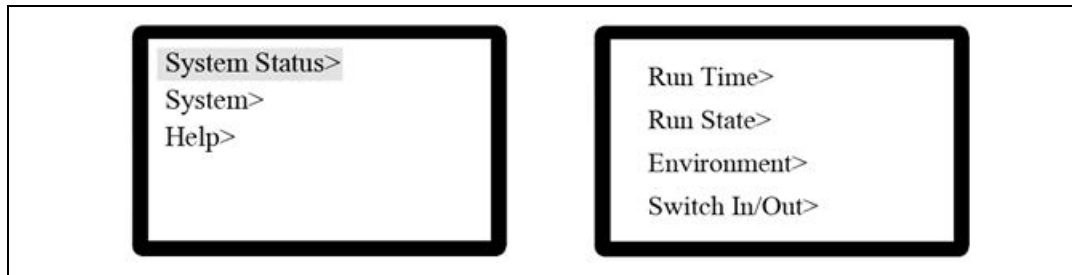 System Status>
System>
Help>
Run Time>
Run State>
Environment>
Switch In/Out>